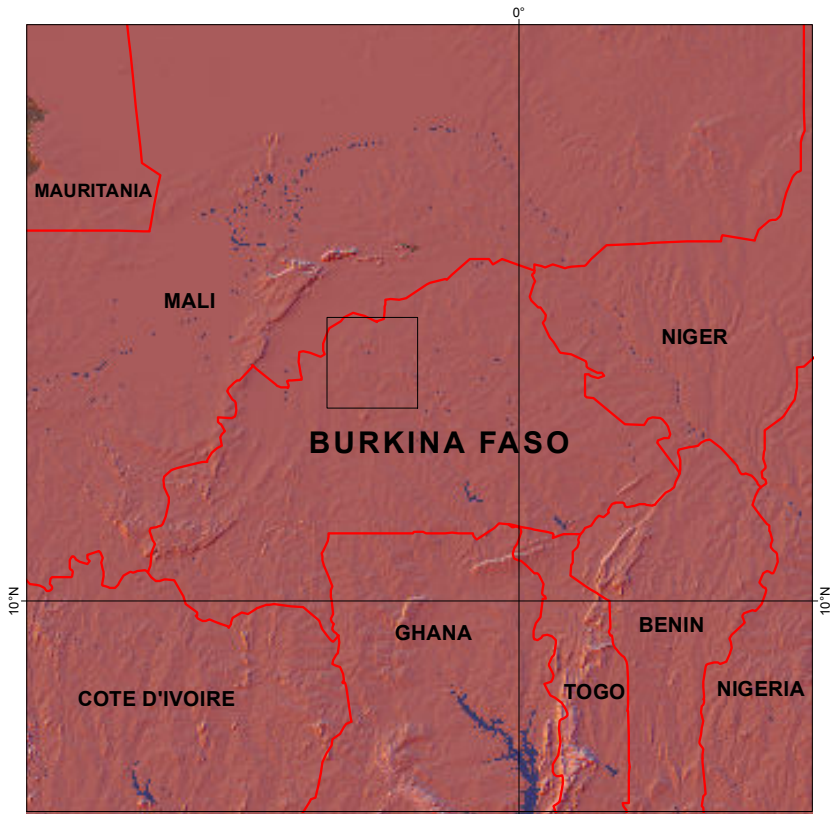 0°
MAURITANIA
MALI
NIGER
BURKINA FASO
10°N
10°N
GHANA
BENIN
COTE D'IVOIRE
TOGO
NIGERIA